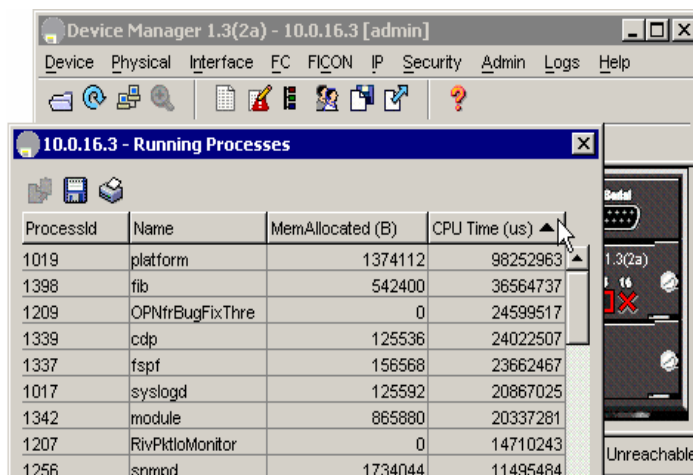 Device Manager 1.3(2a) - 10.0.16.3 [admin]
Device Physical Interface FC FICON IP Security Admin Logs Help
10.0.16.3 - Running Processes
ProcessId Name MemAllocated (B) CPU Time (us)
1019 platform 1374112 98252963
1398 fib 542400 36564737
1209 OPNfrBugFixThre 0 24599517
1339 cdp 125536 24022507
1337 fspf 156568 23662467
1017 syslogd 125592 20867025
1342 module 865880 20337281
1207 RivPktIoMonitor 0 14710243
1256 snmpd 1734044 11495484
Serial
1.3(2a)
16
Unreachable